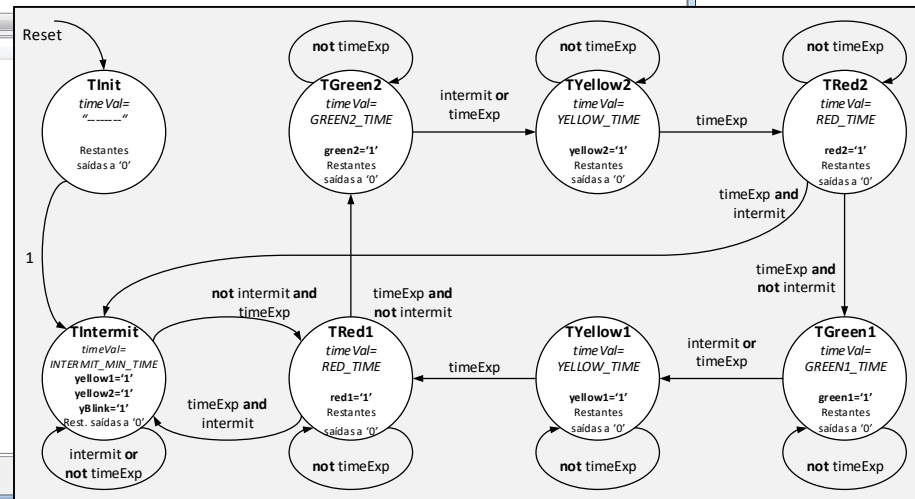 Reset
TInit
timeVal=
"--------"
Restantes
saídas a '0'
not timeExp
TGreen2
timeVal=
GREEN2_TIME
green2='1'
Restantes
saídas a '0'
intermit or
timeExp
not timeExp
TYellow2
timeVal=
YELLOW_TIME
yellow2='1'
Restantes
saídas a '0'
timeExp
not timeExp
TRed2
timeVal=
RED_TIME
red2='1'
Restantes
saídas a '0'
timeExp and
intermit
1
not intermit and
timeExp
timeExp and
not intermit
timeExp and
not intermit
TIntermit
timeVal=
INTERMIT_MIN_TIME
yellow1='1'
yellow2='1'
yBlink='1'
Rest. saídas a '0'
intermit or
not timeExp
timeExp and
intermit
TRed1
timeVal=
RED_TIME
red1='1'
Restantes
saídas a '0'
not timeExp
timeExp
TYellow1
timeVal=
YELLOW_TIME
yellow1='1'
Restantes
saídas a '0'
not timeExp
intermit or
timeExp
TGreen1
timeVal=
GREEN1_TIME
green1='1'
Restantes
saídas a '0'
not timeExp